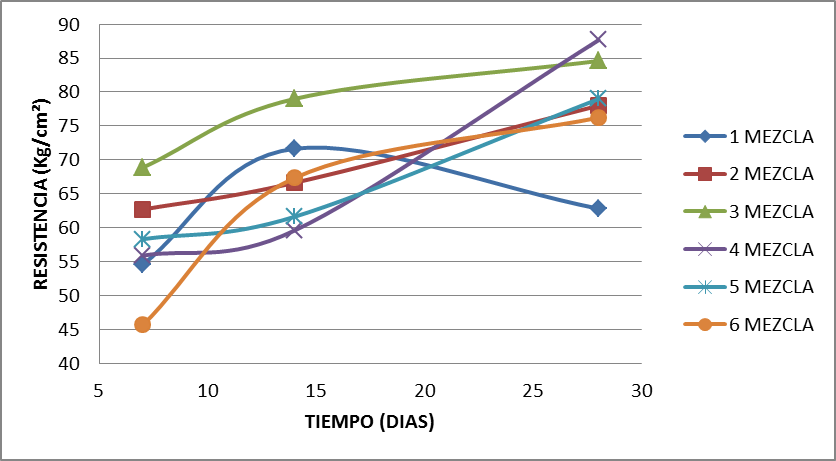 90
85
80
75
70
65
60
55
50
45
40
RESISTENCIA (Kg/cm²)
5
10
15
20
25
30
TIEMPO (DIAS)
1 MEZCLA
2 MEZCLA
3 MEZCLA
4 MEZCLA
5 MEZCLA
6 MEZCLA